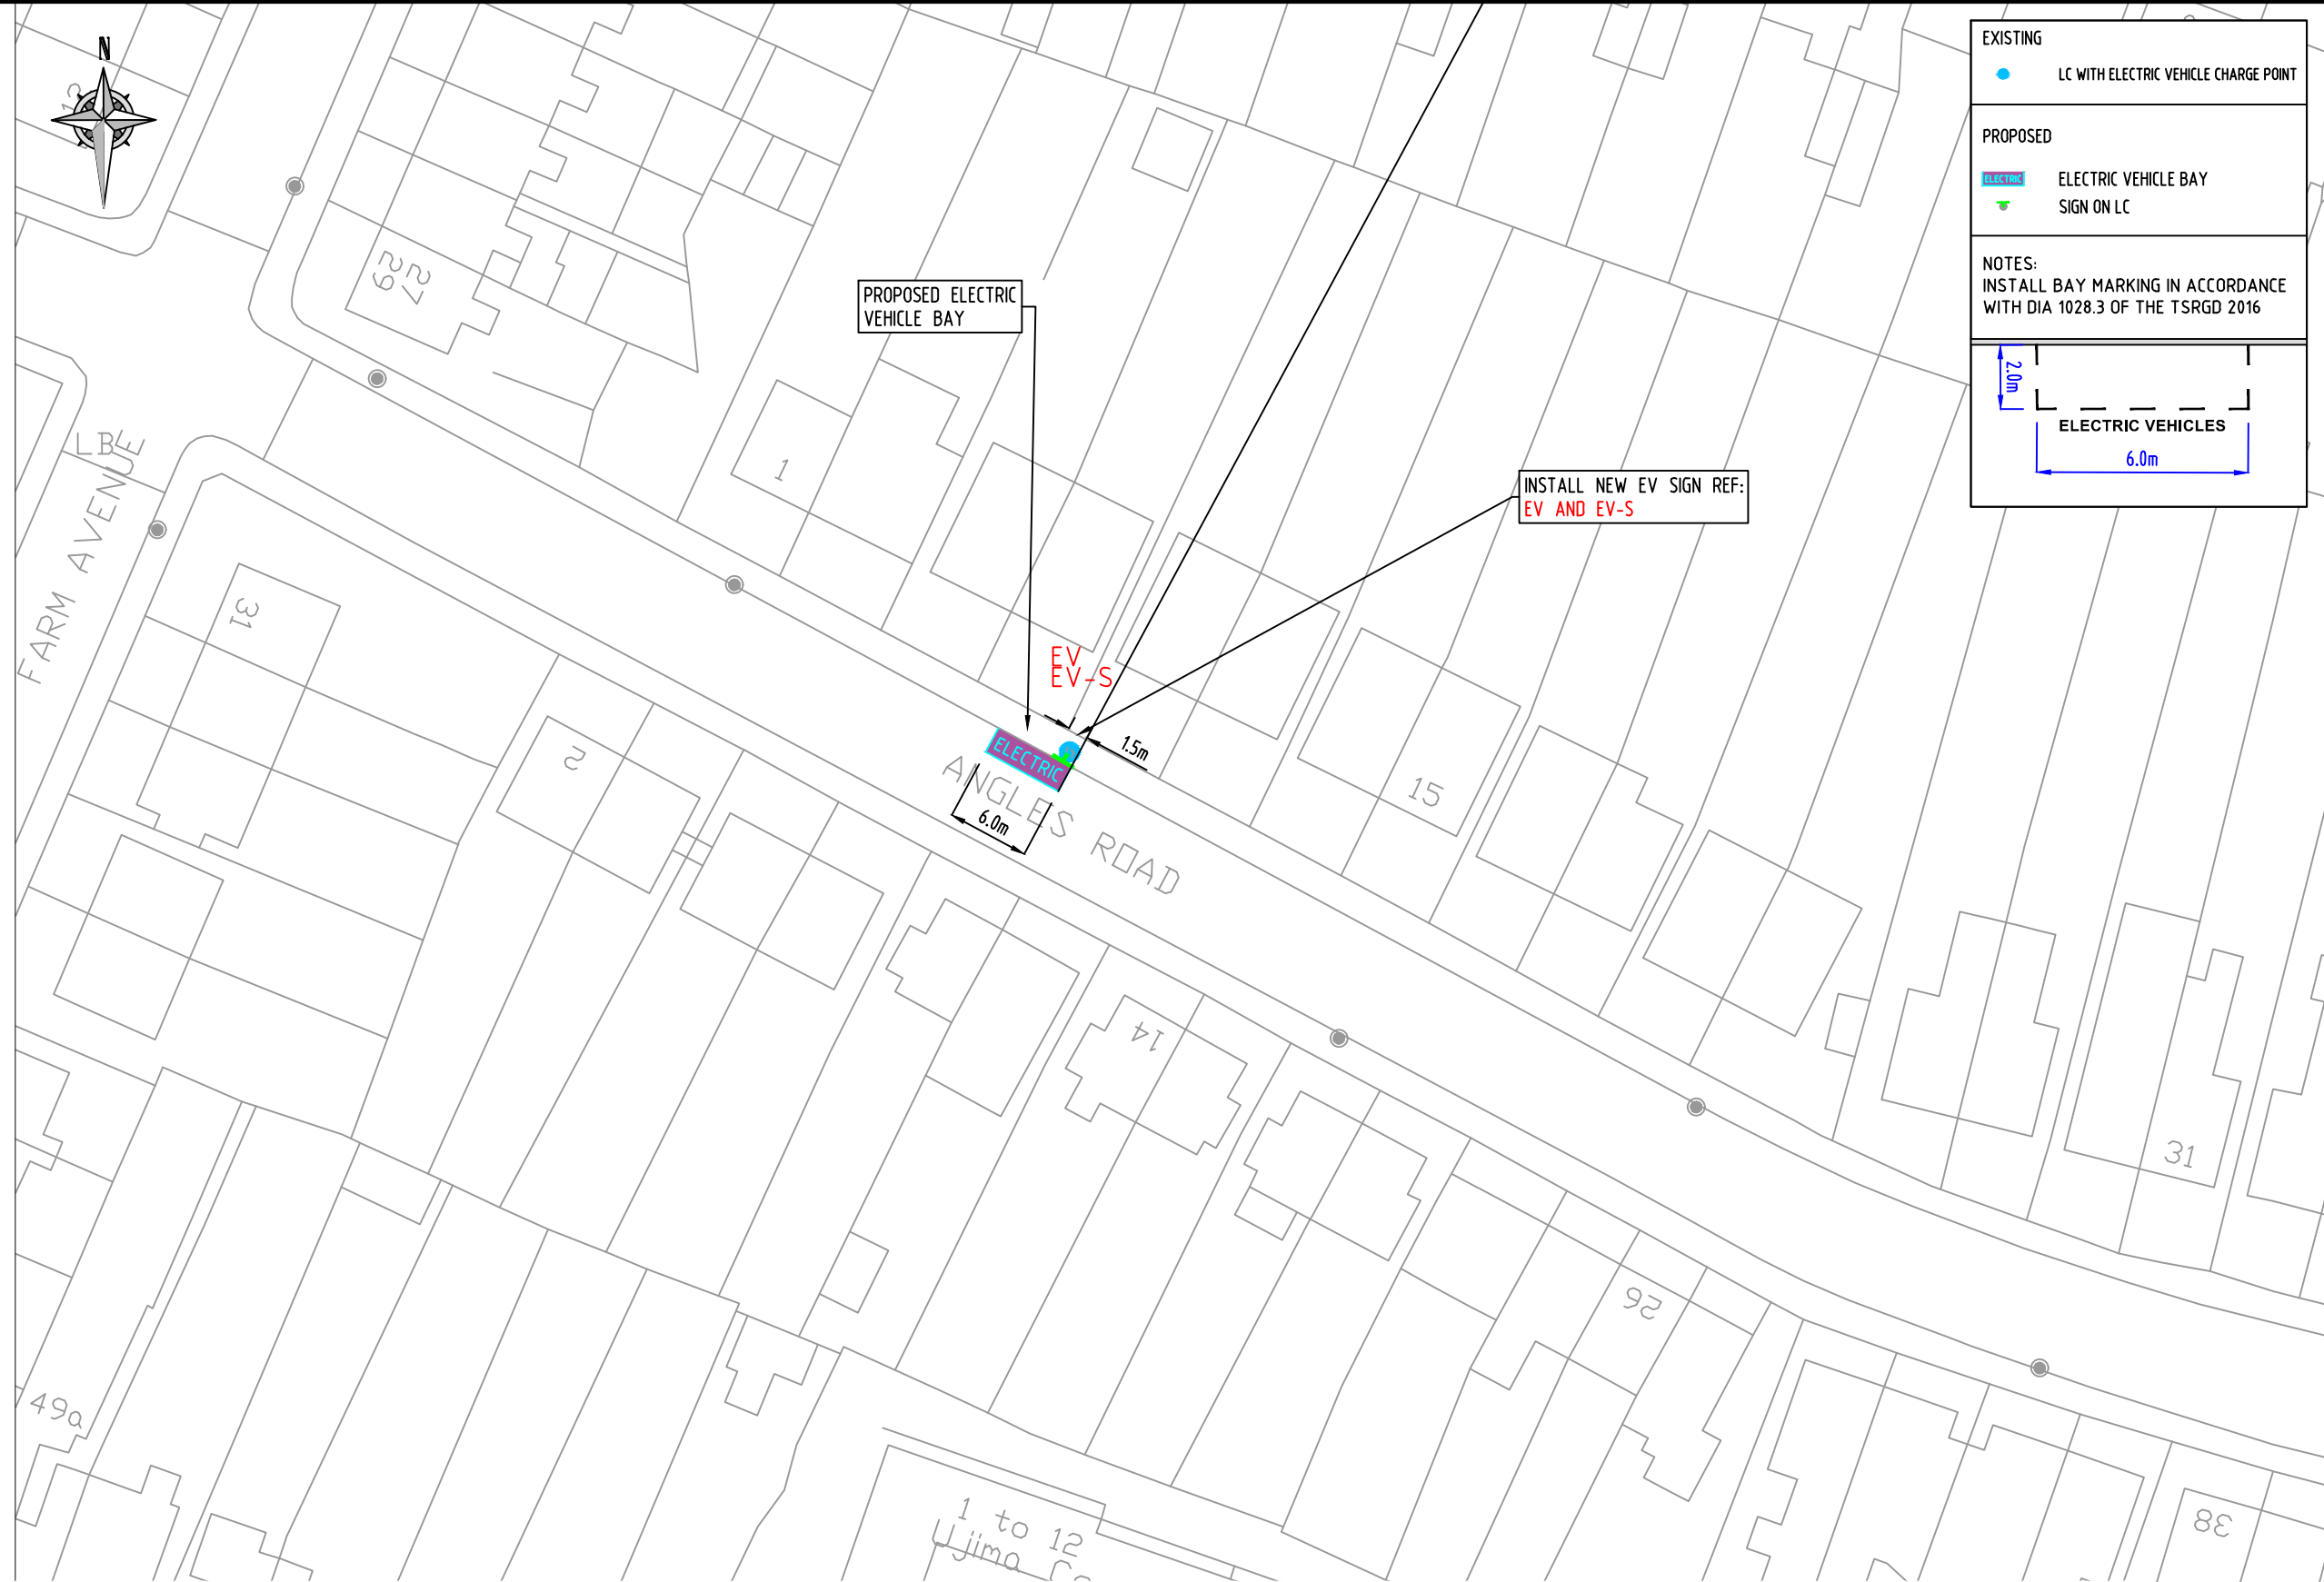 N
13
EXISTING
LC WITH ELECTRIC VEHICLE CHARGE POINT
PROPOSED
ELECTRIC
ELECTRIC VEHICLE BAY
SIGN ON LC
NOTES:
INSTALL BAY MARKING IN ACCORDANCE
WITH DIA 1028.3 OF THE TSRGD 2016
2.0m
ELECTRIC VEHICLES
6.0m
29
27
PROPOSED ELECTRIC
VEHICLE BAY
LB
FARM AVENUE
1
INSTALL NEW EV SIGN REF:
EV AND EV-S
31
EV
EV-S
ELECTRIC
1.5m
2
ANGLES ROAD
6.0m
15
14
31
26
49a
1 to 12
Ujima
38